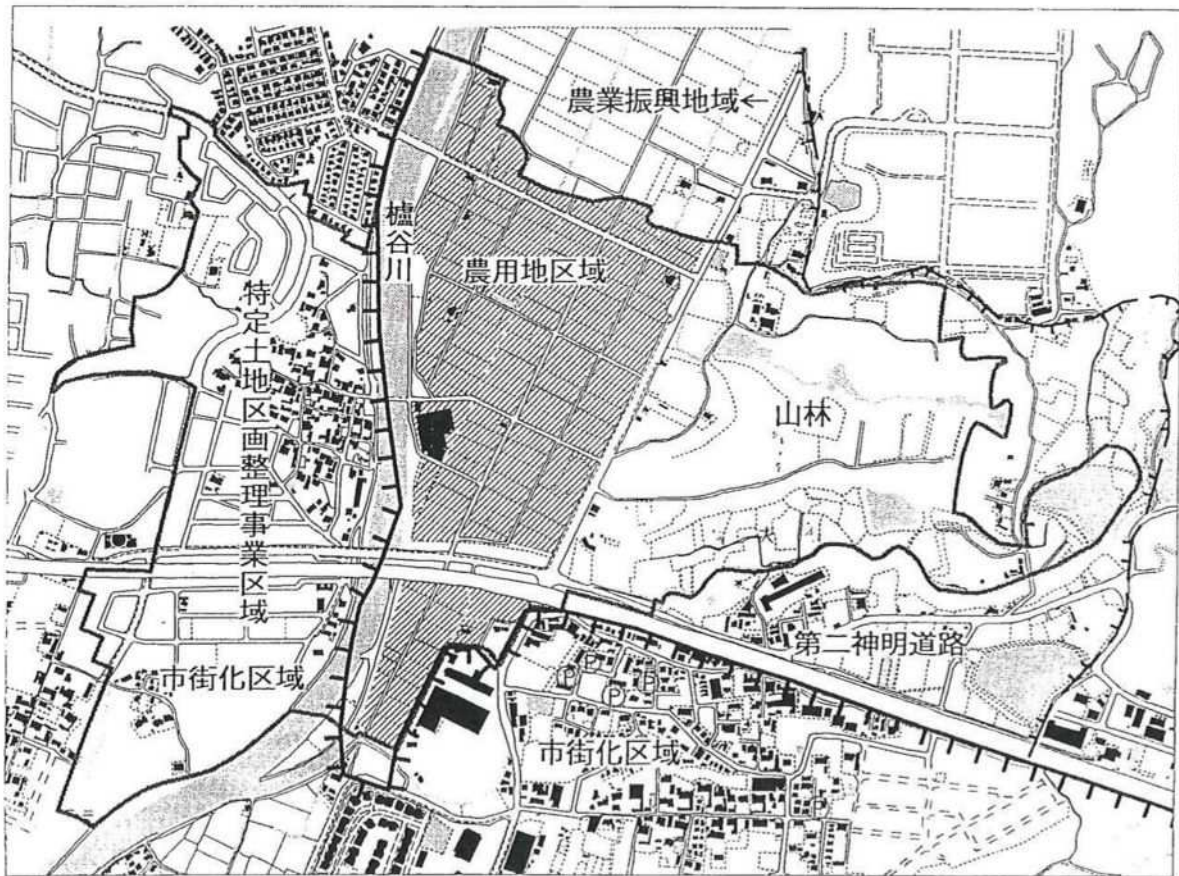 農業振興地域←
櫨谷川
農用地区域
特定土地区画整理事業区域
山林
第二神明道路
市街化区域
P
P
P
P
市街化区域